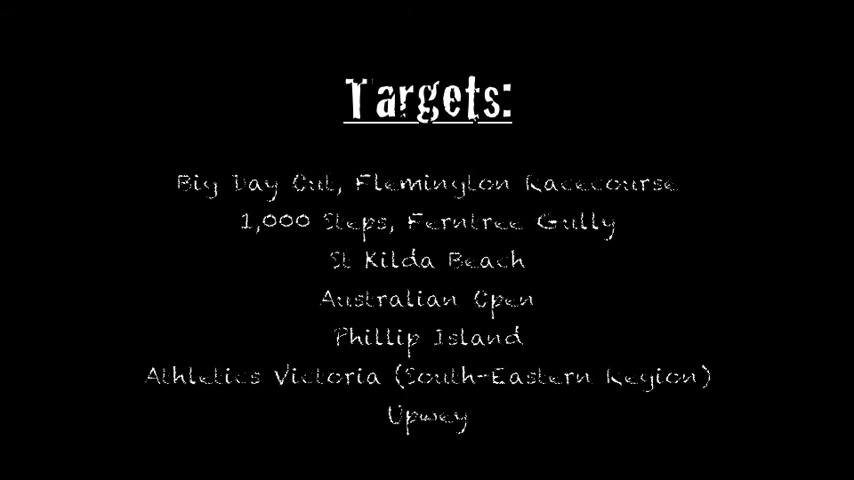 Targets:
Big Day Out, Flemington Racecourse
1,000 Steps, Ferntree Gully
St Kilda Beach
Australian Open
Phillip Island
Athletics Victoria (South-Eastern Region)
Upwey